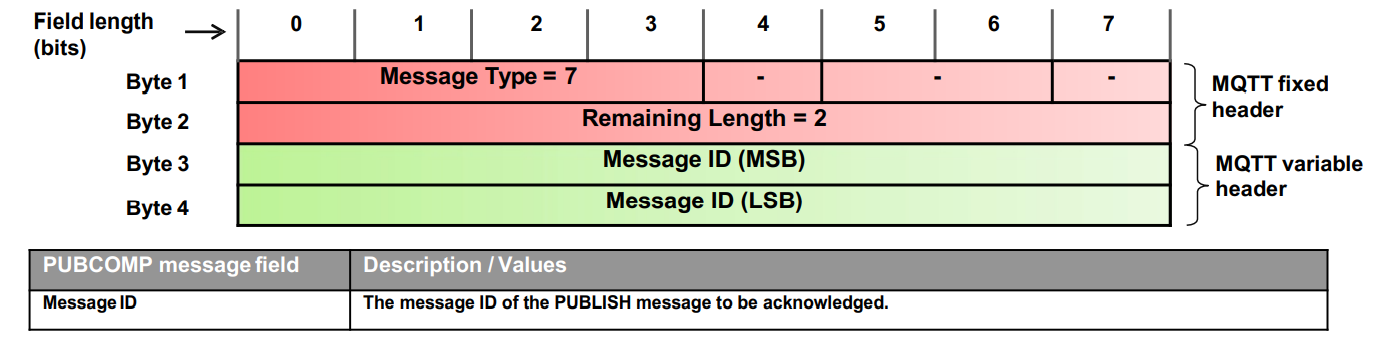 Field length
(bits)
0 1 2 3 4 5 6 7
Byte 1 Message Type = 7 - - -
Byte 2 Remaining Length = 2
MQTT fixed
header
Byte 3 Message ID (MSB)
Byte 4 Message ID (LSB)
MQTT variable
header
PUBCOMP message field Description / Values
Message ID The message ID of the PUBLISH message to be acknowledged.